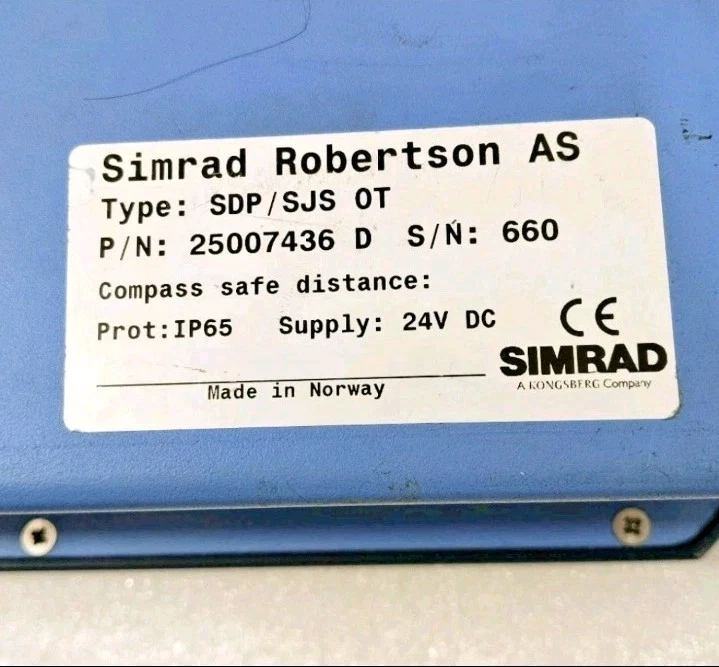 Simrad Robertson AS
Type: SDP/SJS OT
P/N: 25007436 D S/N: 660
Compass safe distance:
Prot:IP65 Supply: 24V DC
CE
SIMRAD
A KONGSBERG Company
Made in Norway